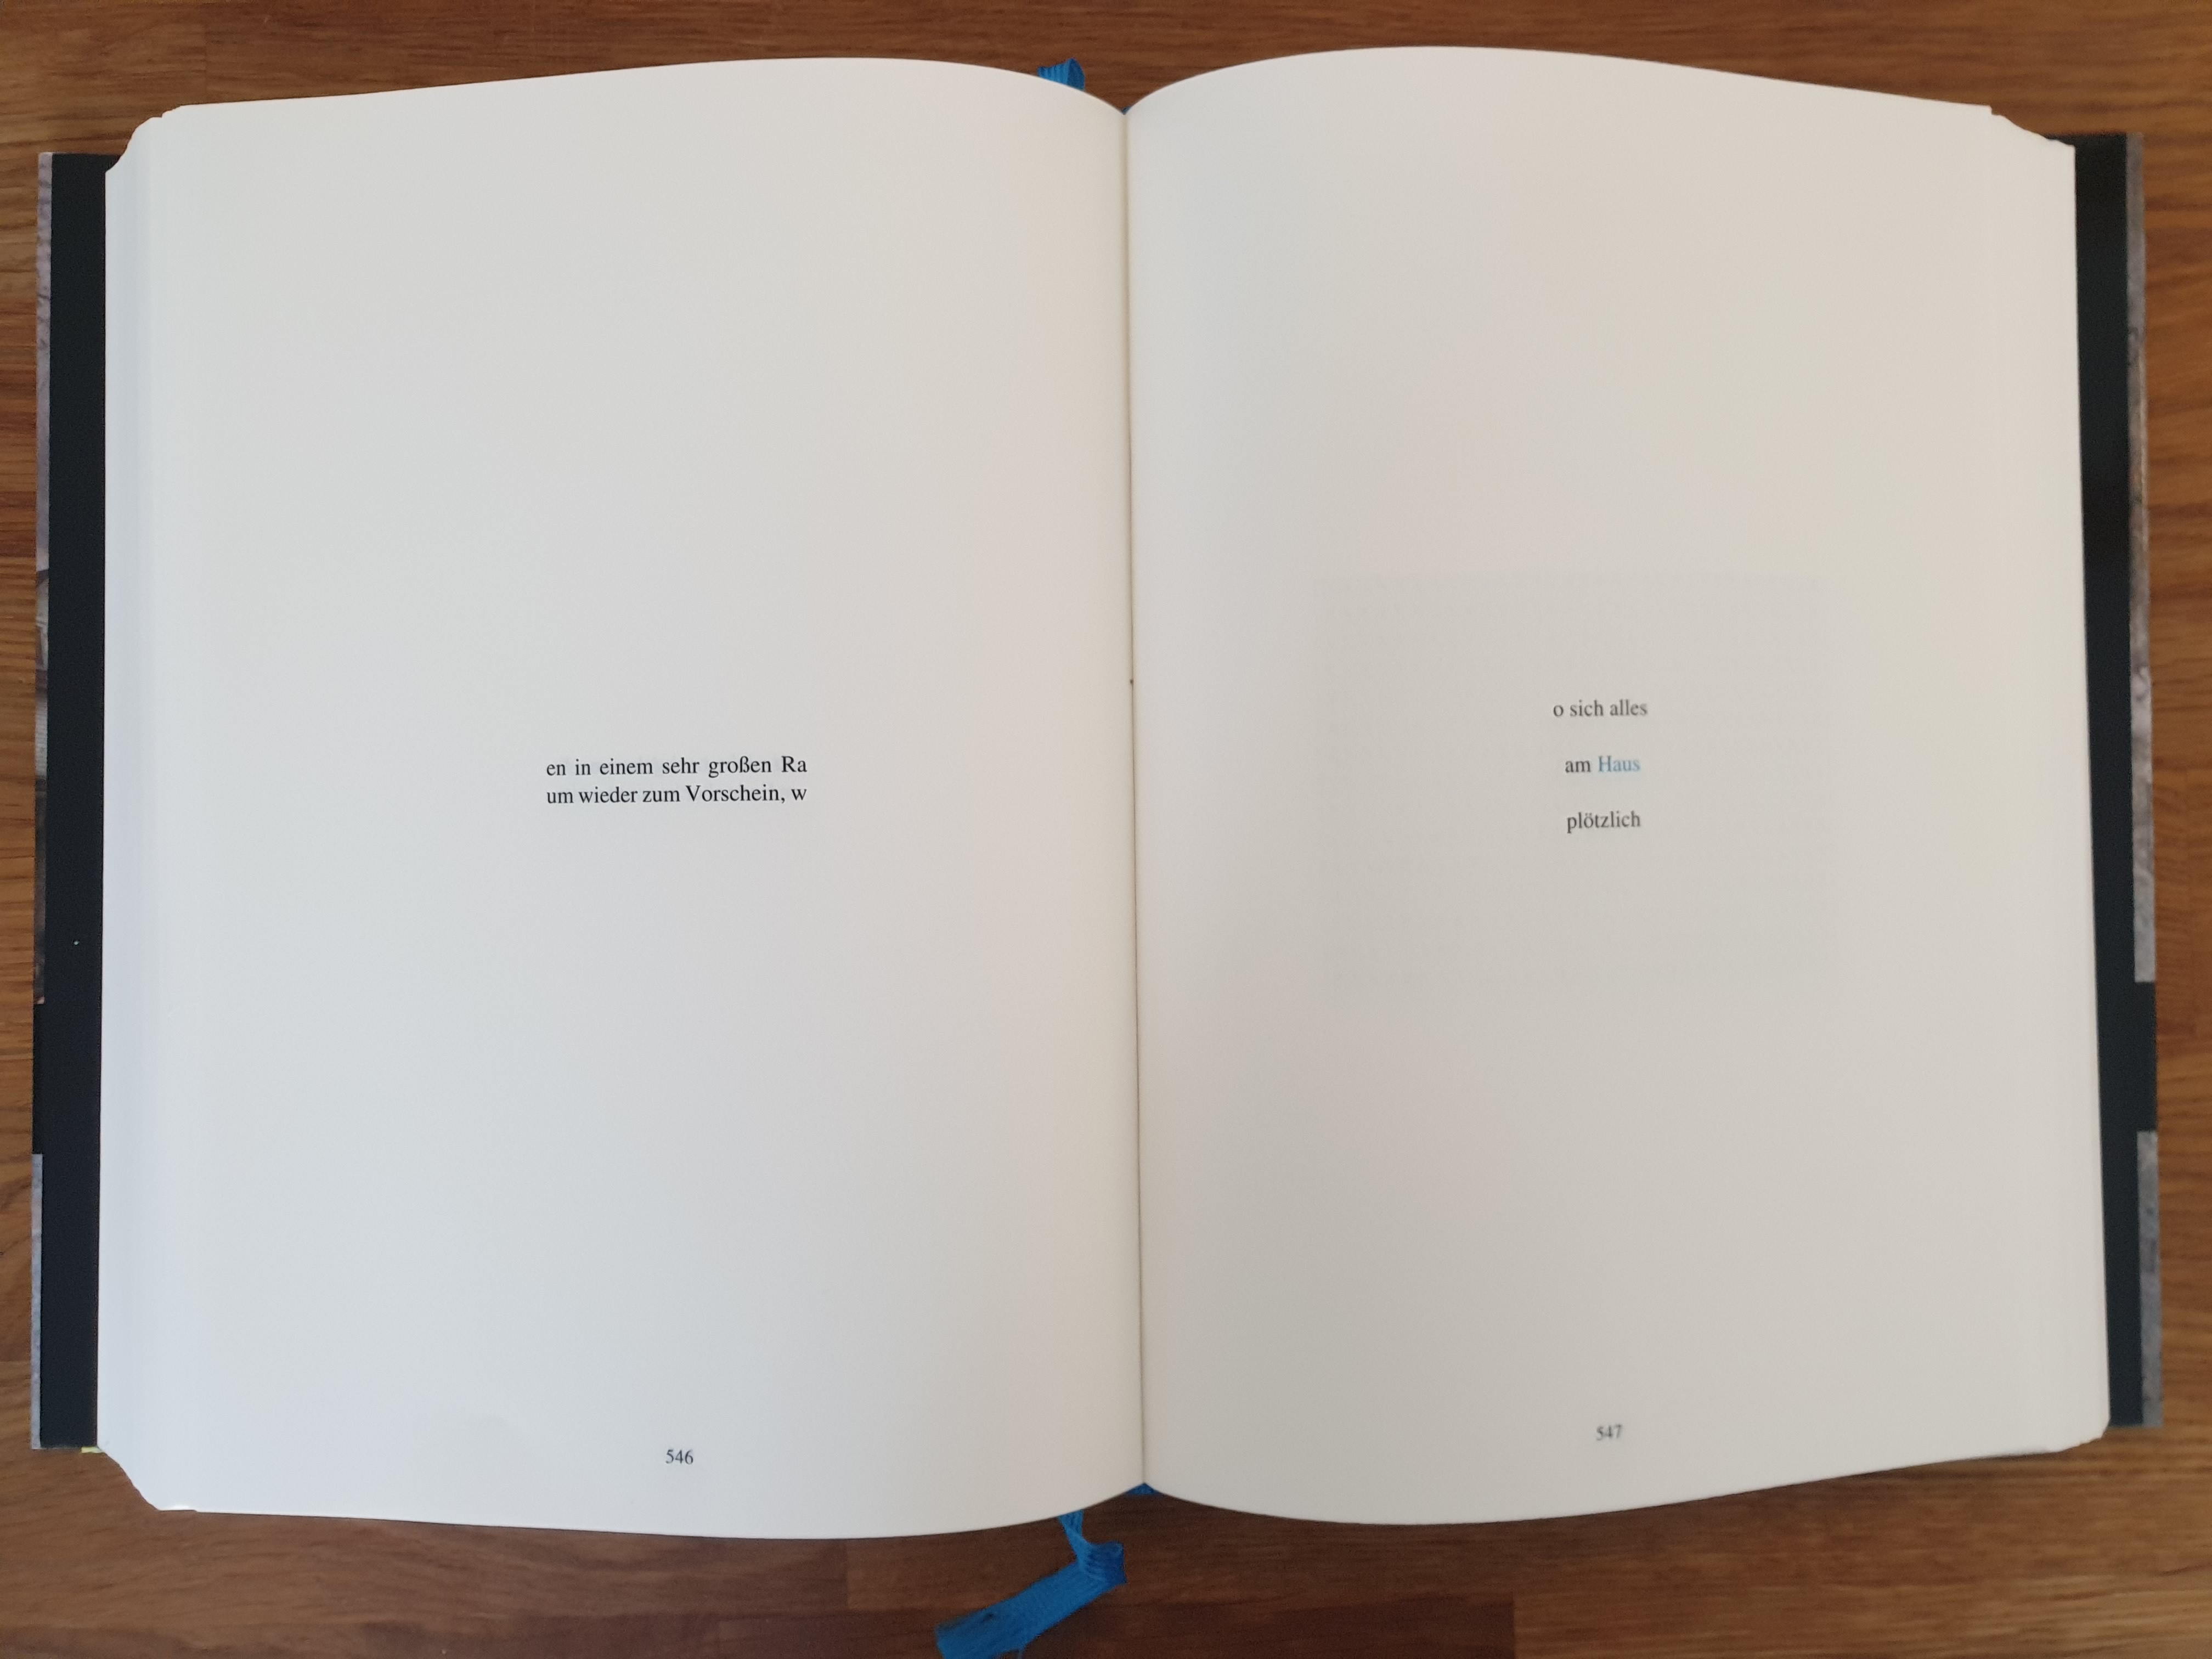 en in einem sehr großen Ra
um wieder zum Vorschein, w
546
o sich alles
am Haus
plötzlich
547